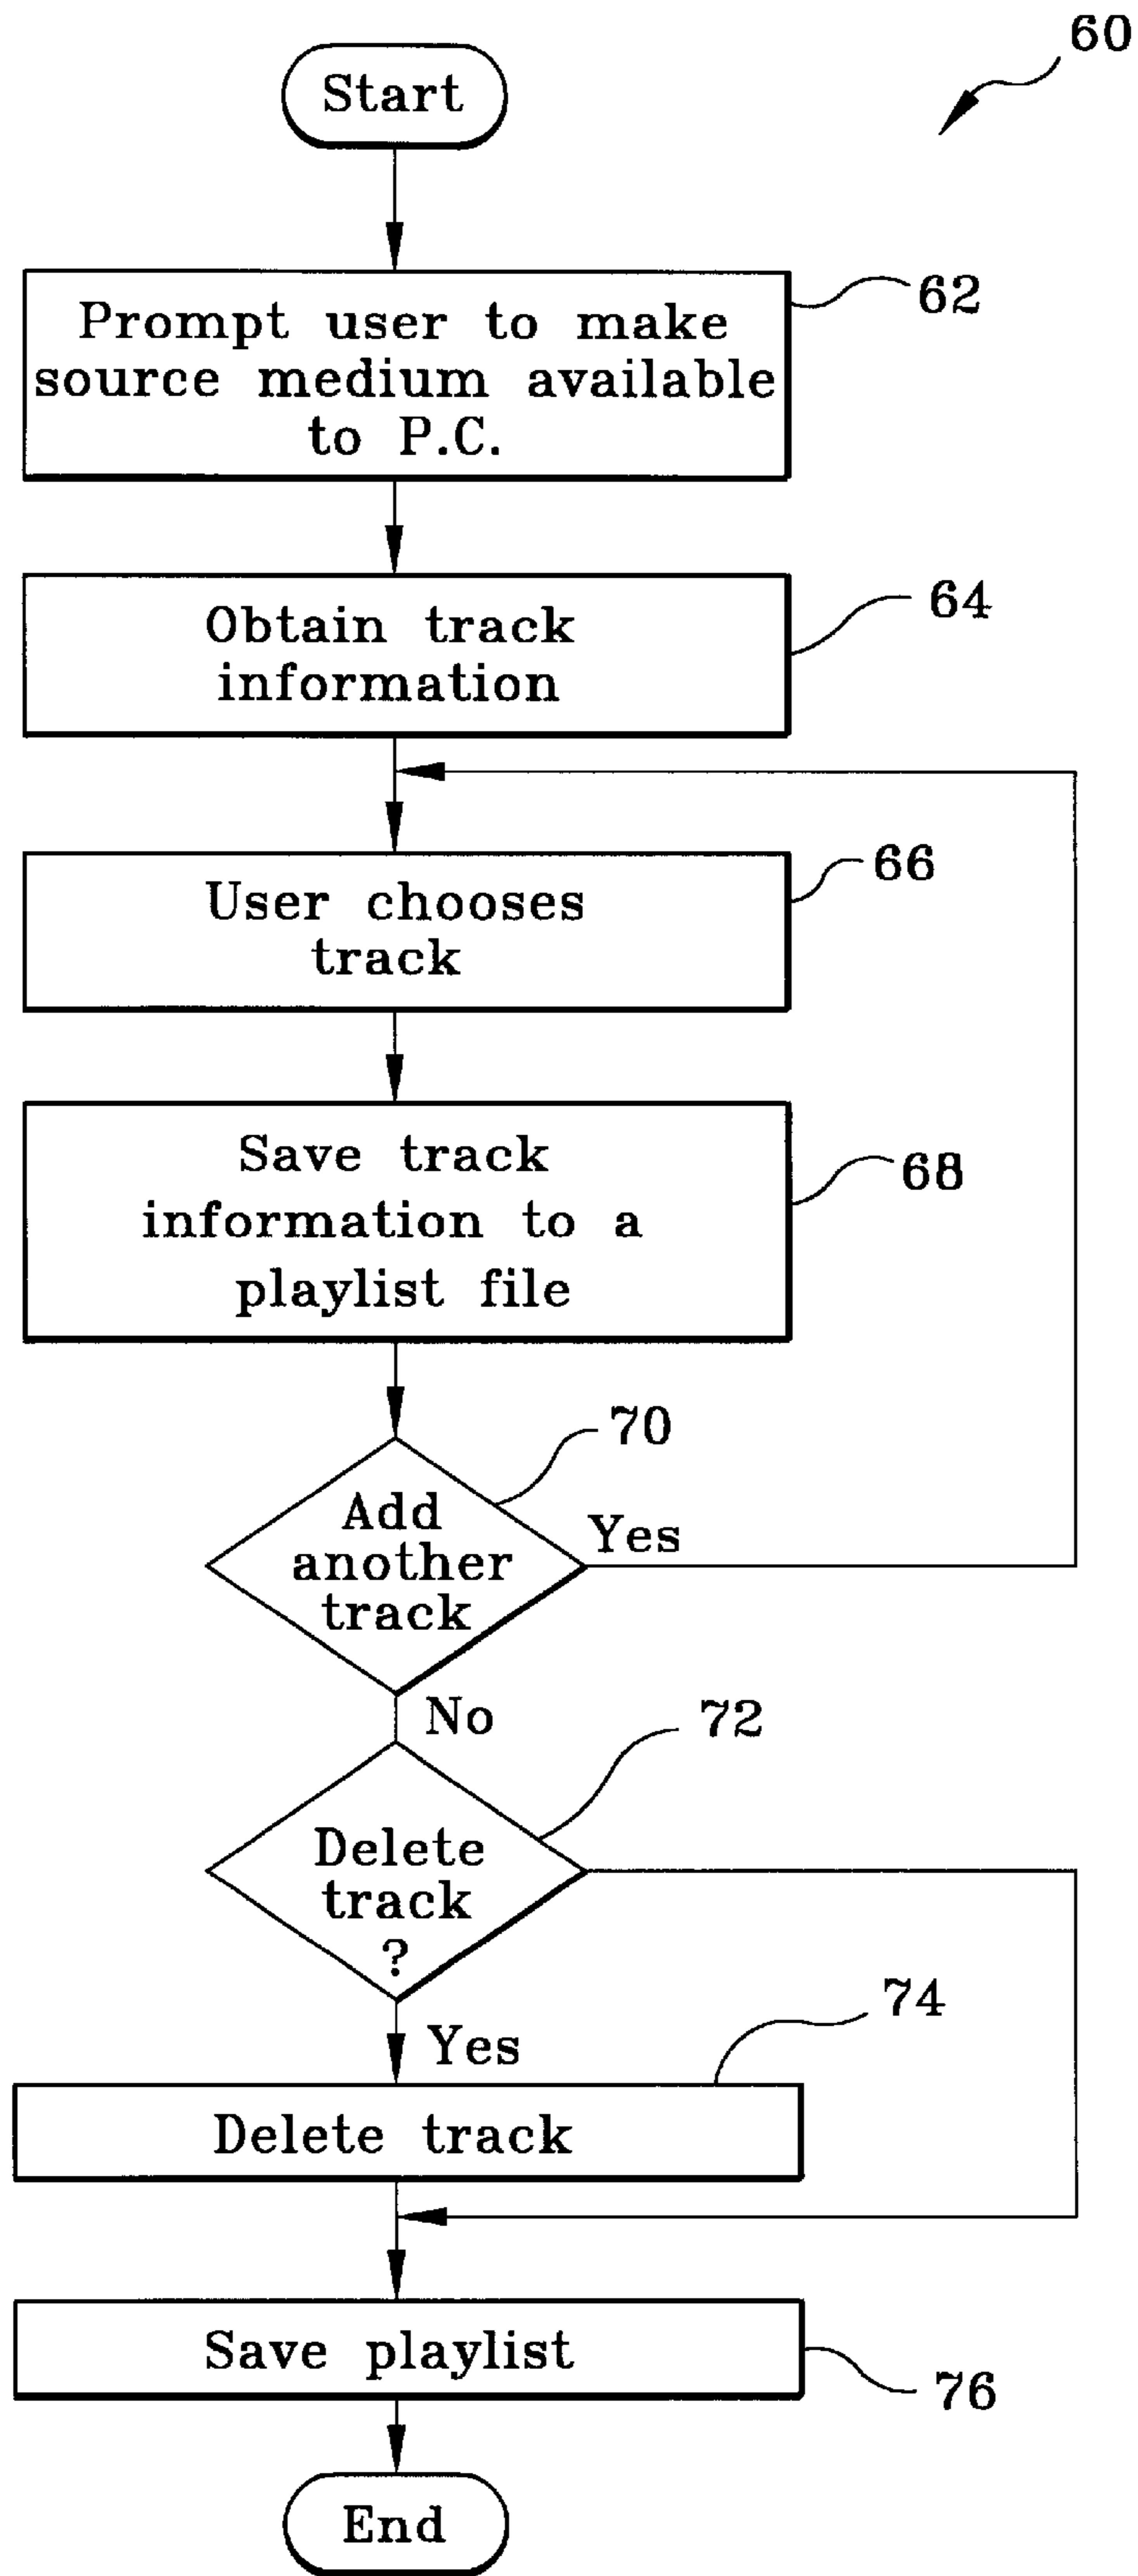 60
Start
62
Prompt user to make
source medium available
to P.C.
64
Obtain track
information
66
User chooses
track
68
Save track
information to a
playlist file
70
Add
another
track
Yes
No
72
Delete
track
?
74
Yes
Delete track
Save playlist
76
End